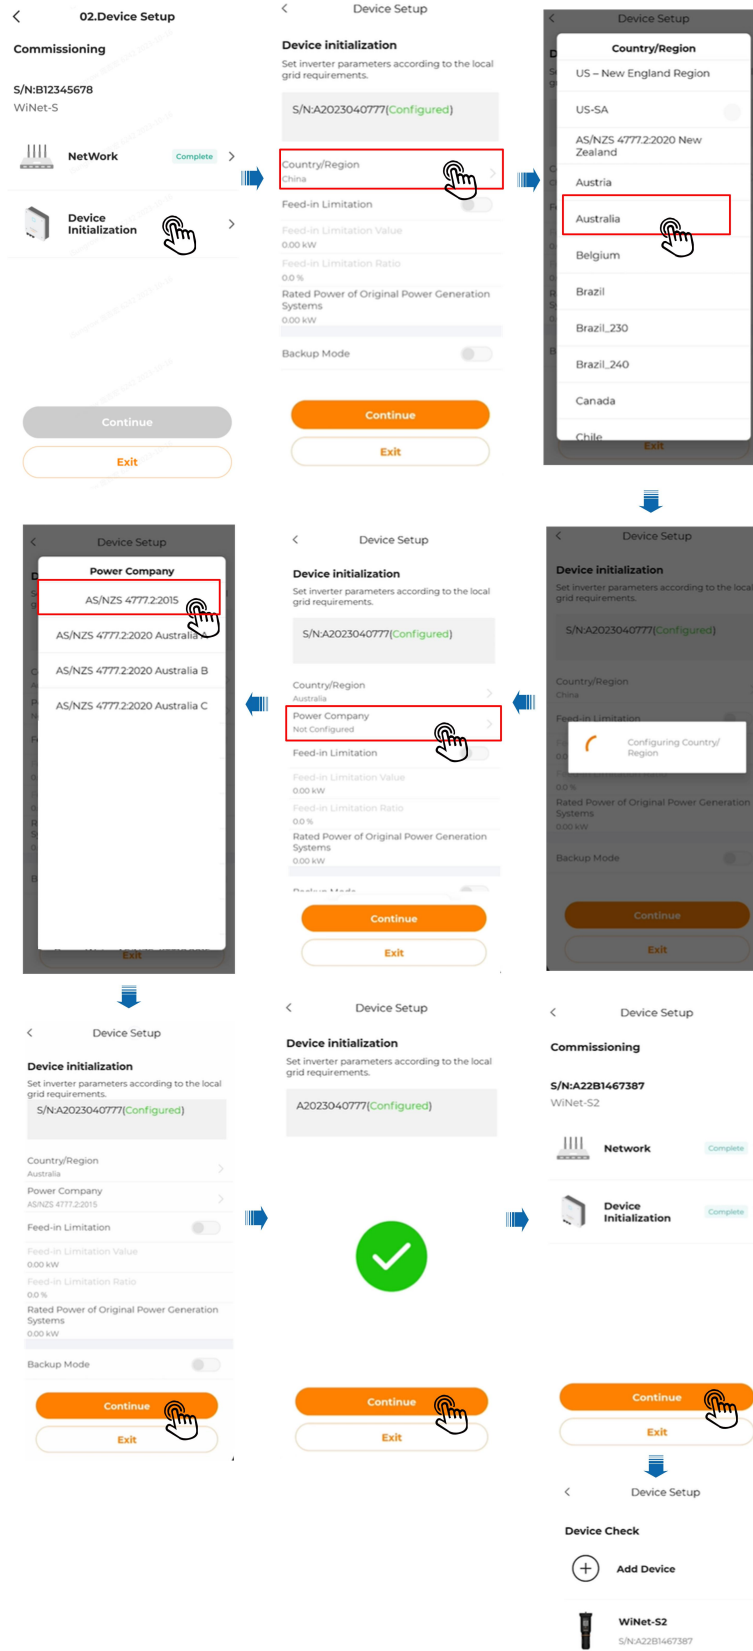 02.Device Setup
Commissioning
S/N:B12345678
WiNet-S
NetWork
Complete
Device
Initialization
Continue
Exit
Device Setup
Device initialization
Set inverter parameters according to the local
grid requirements.
S/N:A2023040777(Configured)
Country/Region
China
Feed-in Limitation
Feed-in Limitation Value
0.00 kW
Feed-in Limitation Ratio
0.0 %
Rated Power of Original Power Generation
Systems
0.00 kW
Backup Mode
Continue
Exit
Device Setup
Country/Region
US – New England Region
US-SA
AS/NZS 4777.2:2020 New
Zealand
Austria
Australia
Belgium
Brazil
Brazil_230
Brazil_240
Canada
Chile
Exit
Device Setup
Device initialization
Set inverter parameters according to the local
grid requirements.
S/N:A2023040777(Configured)
Country/Region
China
Feed-in Limitation
Configuring Country/
Region
0.0 %
Rated Power of Original Power Generation
Systems
0.00 kW
Backup Mode
Continue
Exit
Device Setup
Device initialization
Set inverter parameters according to the local
grid requirements.
S/N:A2023040777(Configured)
Country/Region
Australia
Power Company
Not Configured
Feed-in Limitation
Feed-in Limitation Value
0.00 kW
Feed-in Limitation Ratio
0.0 %
Rated Power of Original Power Generation
Systems
0.00 kW
Backup Mode
Continue
Exit
Device Setup
Power Company
AS/NZS 4777.2:2015
AS/NZS 4777.2:2020 Australia A
AS/NZS 4777.2:2020 Australia B
AS/NZS 4777.2:2020 Australia C
Exit
Device Setup
Device initialization
Set inverter parameters according to the local
grid requirements.
S/N:A2023040777(Configured)
Country/Region
Australia
Power Company
AS/NZS 4777.2:2015
Feed-in Limitation
Feed-in Limitation Value
0.00 kW
Feed-in Limitation Ratio
0.0 %
Rated Power of Original Power Generation
Systems
0.00 kW
Backup Mode
Continue
Exit
Device Setup
Device initialization
Set inverter parameters according to the local
grid requirements.
A2023040777(Configured)
Continue
Exit
Device Setup
Commissioning
S/N:A22B1467387
WiNet-S2
Network
Complete
Device
Initialization
Complete
Continue
Exit
Device Setup
Device Check
Add Device
WiNet-S2
S/N:A22B1467387